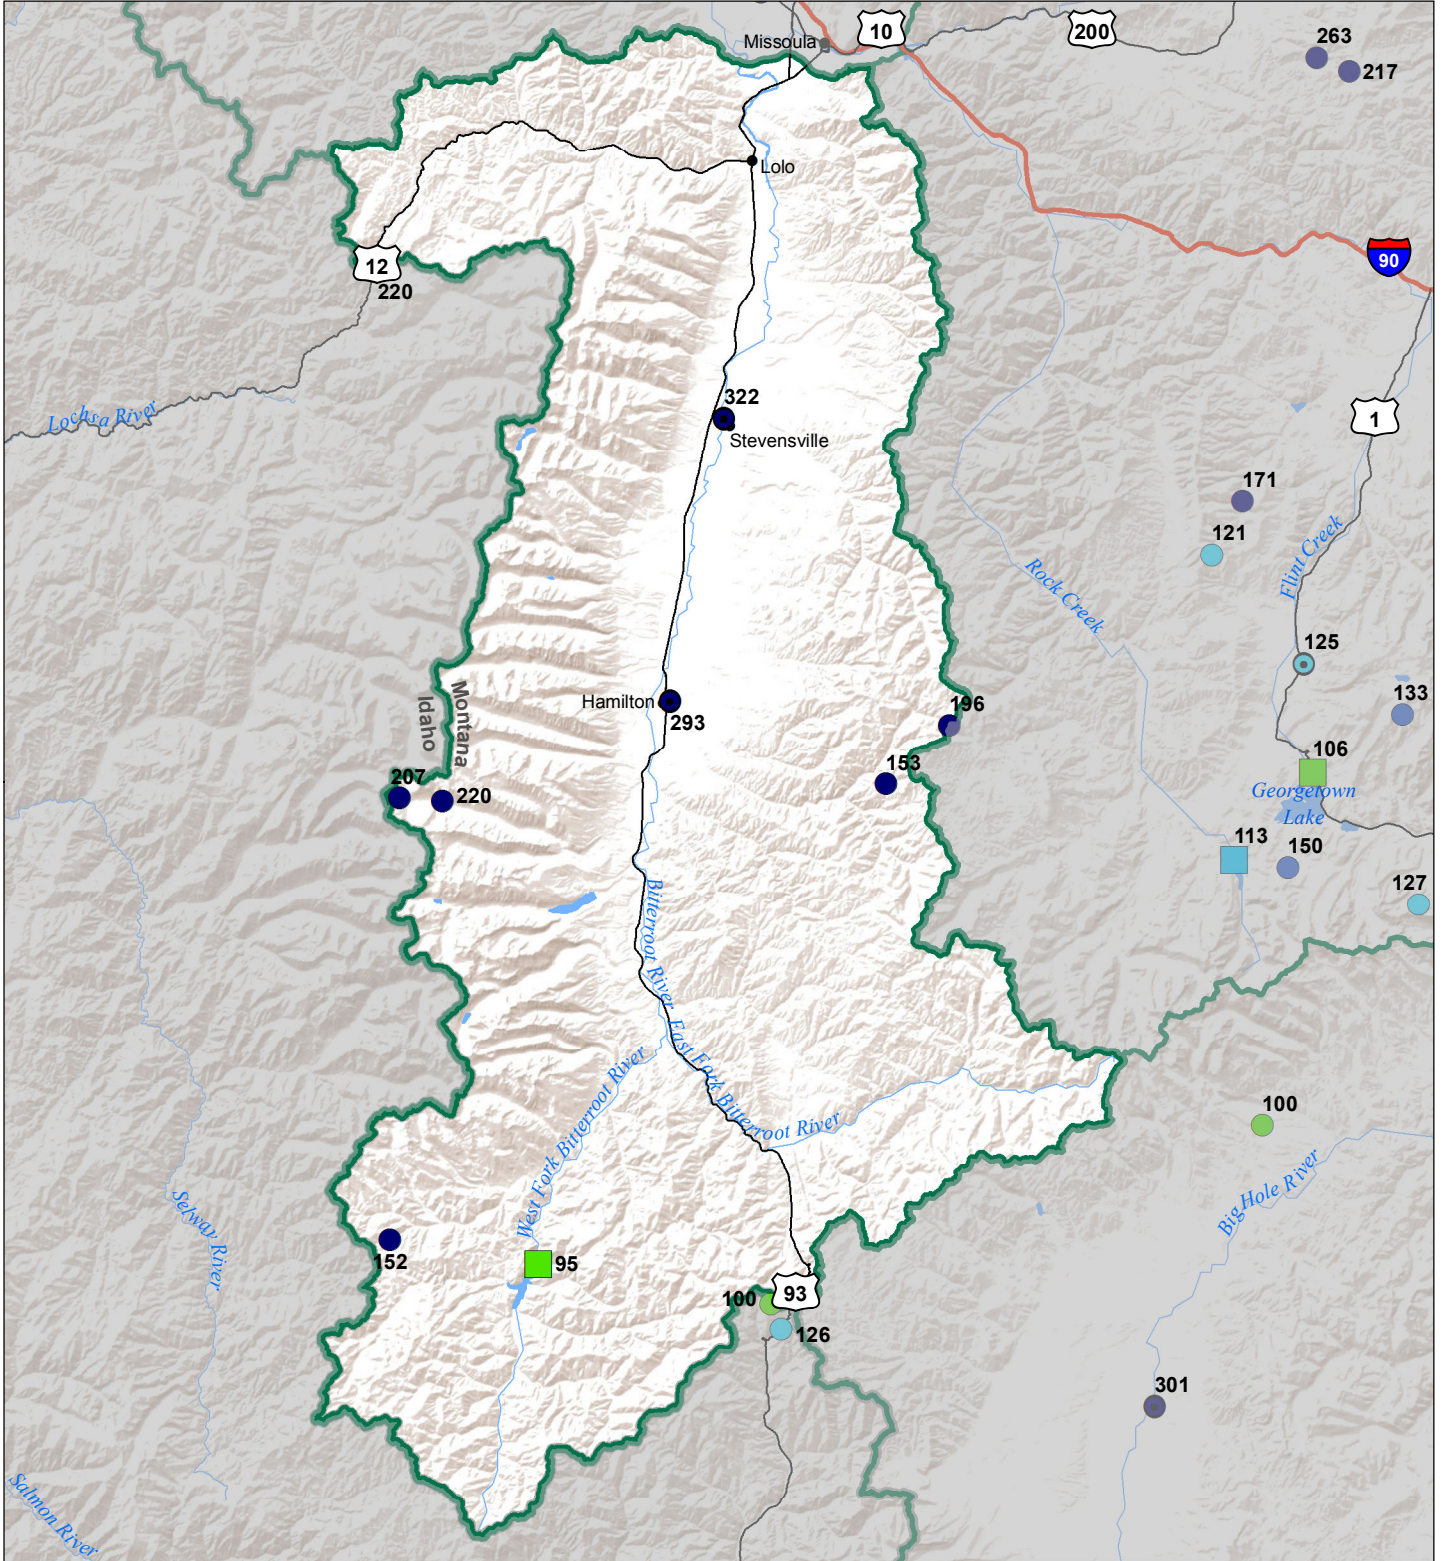 Missoula
10
200
263
217
Lolo
12
220
90
Lochsa River
322
Stevensville
1
171
121
Flint Creek
Rock Creek
125
Montana
Idaho
Hamilton
293
196
133
106
153
207
220
Georgetown
Lake
113
150
127
Bitterroot River
East Fork Bitterroot River
West Fork Bitterroot River
100
Big Hole River
Selway River
152
95
93
100
126
301
Salmon River